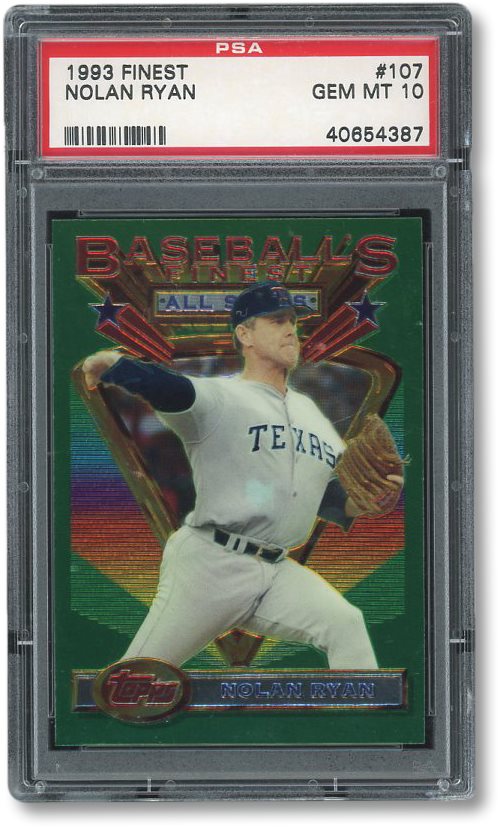 PSA
1993 FINEST #107
NOLAN RYAN GEM MT 10
40654387
BASEBALL'S
FINEST
ALL STARS
TEXAS
Topps
NOLAN RYAN